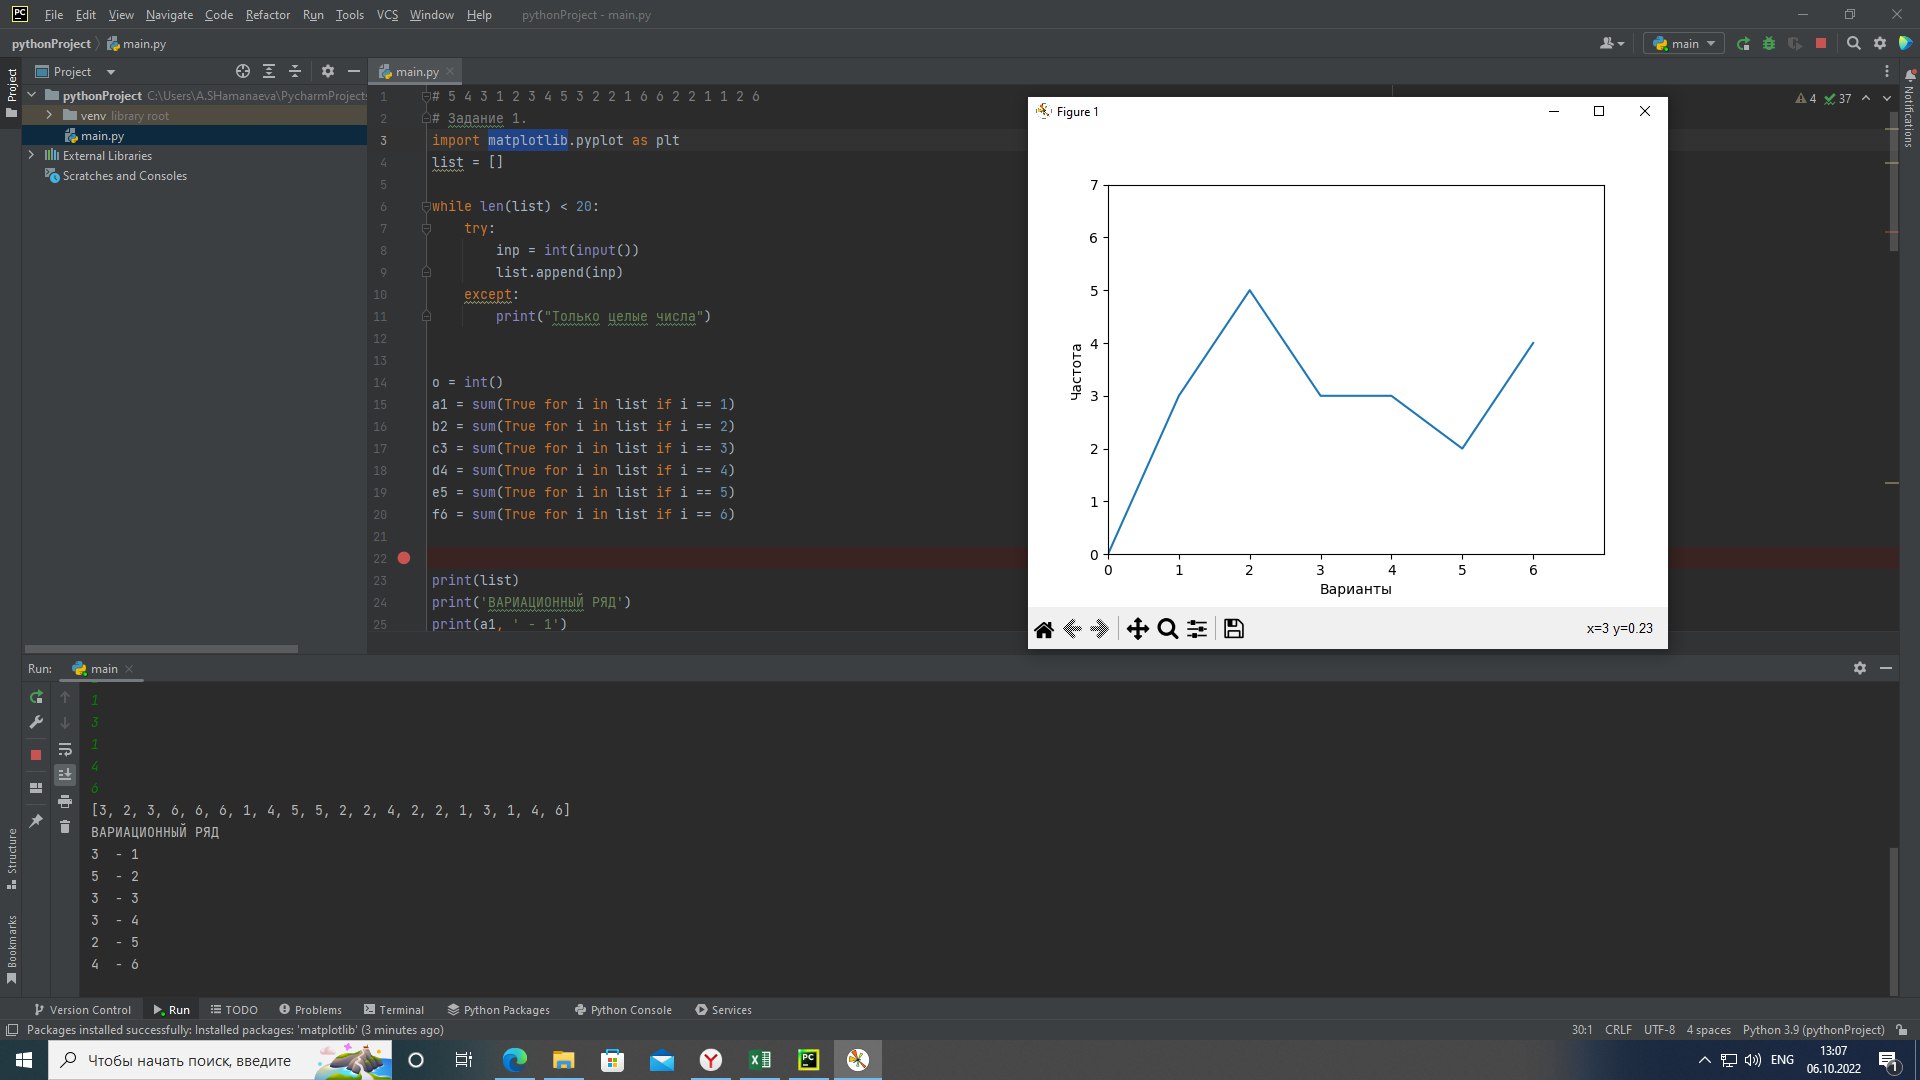 File Edit View Navigate Code Refactor Run Tools VCS Window Help pythonProject - main.py
pythonProject main.py
main
Project
main.py
pythonProject C:\Users\A.SHamanaeva\PycharmProjects
venv library root
main.py
External Libraries
Scratches and Consoles
Project
Notifications
4 37
1 # 5 4 3 1 2 3 4 5 3 2 2 1 6 6 2 2 1 1 2 6
2 # Задание 1.
3 import matplotlib.pyplot as plt
4 list = []
5
6 while len(list) < 20:
7 try:
8 inp = int(input())
9 list.append(inp)
10 except:
11 print("Только целые числа")
12
13
14 o = int()
15 a1 = sum(True for i in list if i == 1)
16 b2 = sum(True for i in list if i == 2)
17 c3 = sum(True for i in list if i == 3)
18 d4 = sum(True for i in list if i == 4)
19 e5 = sum(True for i in list if i == 5)
20 f6 = sum(True for i in list if i == 6)
21
22
23 print(list)
24 print('ВАРИАЦИОННЫЙ РЯД')
25 print(a1, ' - 1')
Figure 1
7
6
5
4
3
2
1
0
Частота
0 1 2 3 4 5 6
Варианты
x=3 y=0.23
Run: main
1
3
1
4
6
[3, 2, 3, 6, 6, 6, 1, 4, 5, 5, 2, 2, 4, 2, 2, 1, 3, 1, 4, 6]
ВАРИАЦИОННЫЙ РЯД
3 - 1
5 - 2
3 - 3
3 - 4
2 - 5
4 - 6
Structure
Bookmarks
Version Control Run TODO Problems Terminal Python Packages Python Console Services
Packages installed successfully: Installed packages: 'matplotlib' (3 minutes ago)
30:1 CRLF UTF-8 4 spaces Python 3.9 (pythonProject)
Чтобы начать поиск, введите
ENG
13:07
06.10.2022
1